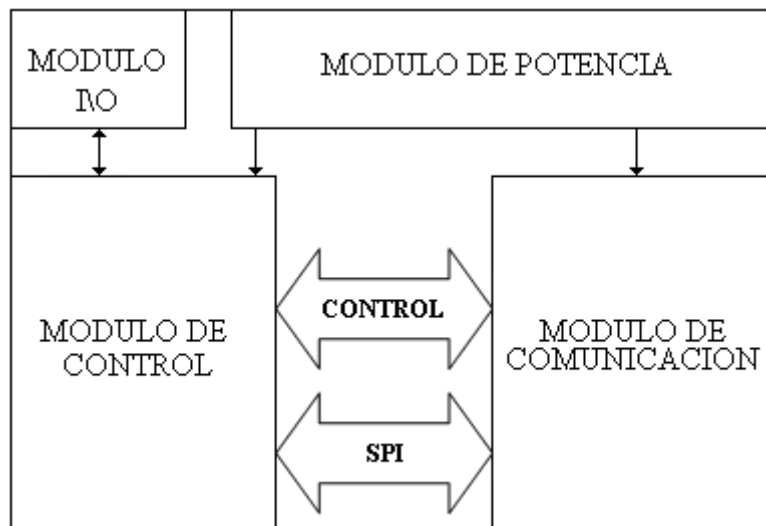 MODULO
I\O
MODULO DE POTENCIA
CONTROL
MODULO DE
CONTROL
MODULO DE
COMUNICACION
SPI